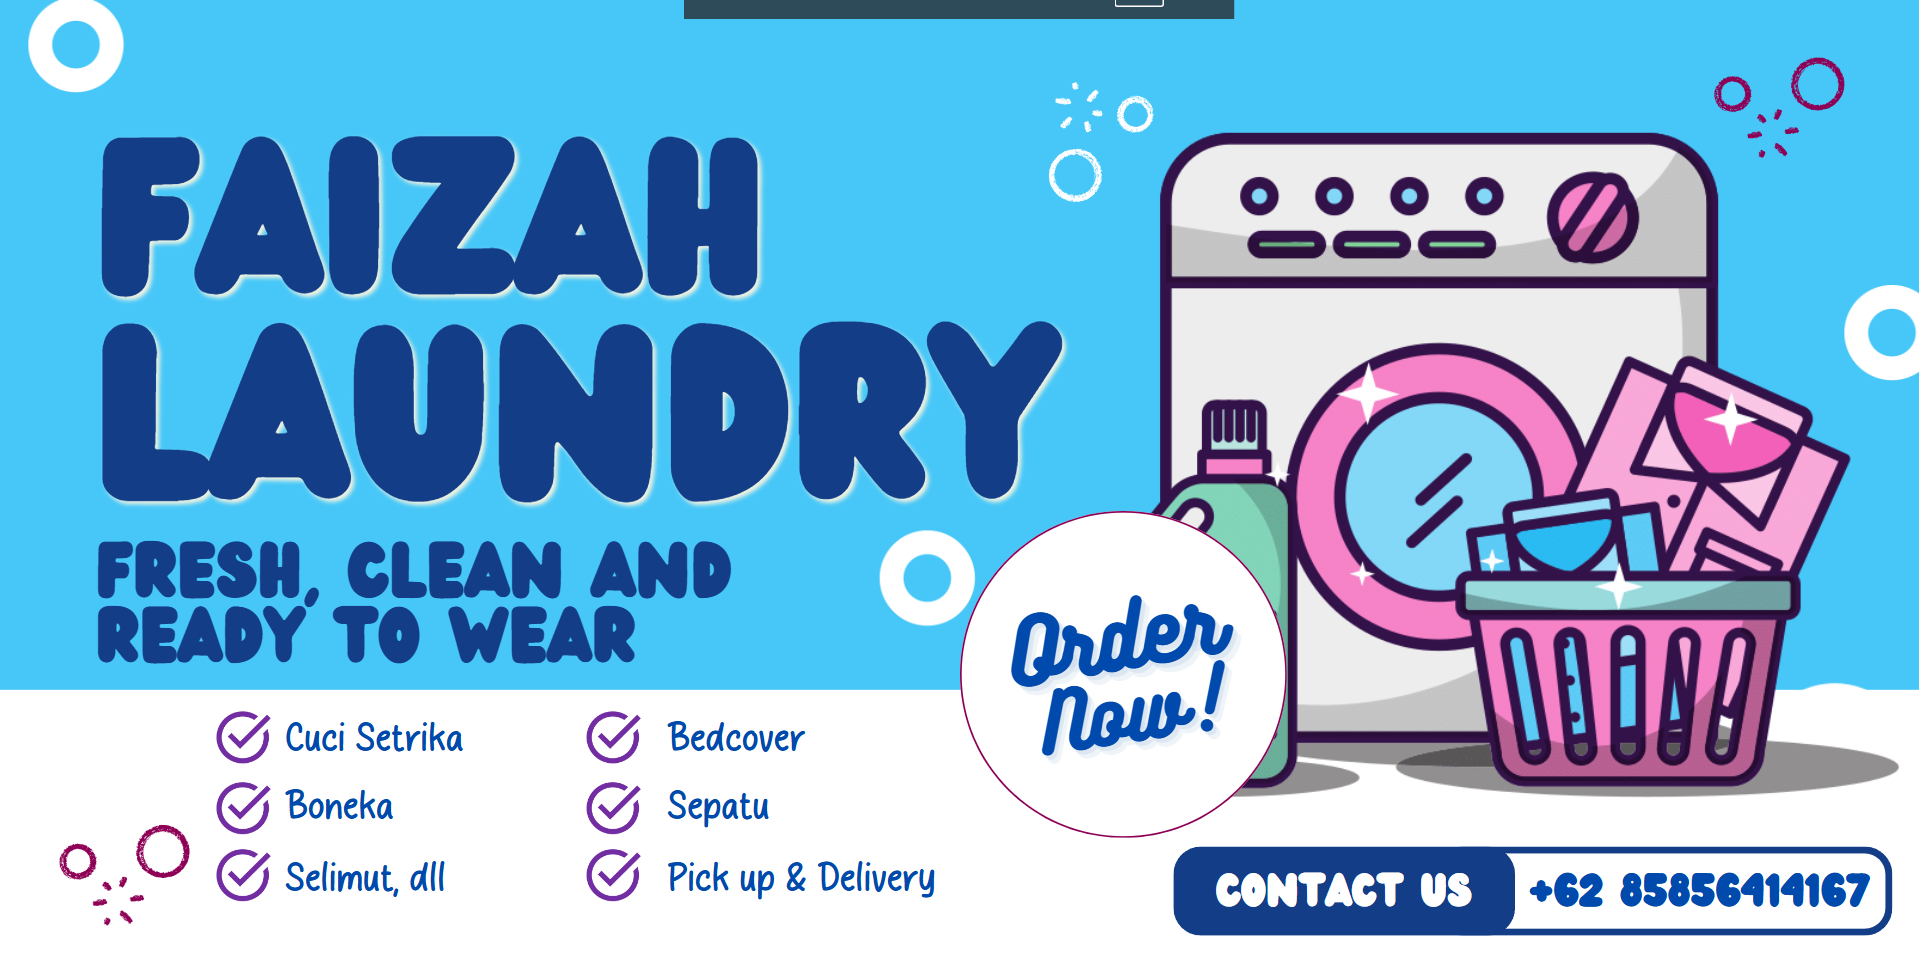 FAIZAH
LAUNDRY
FRESH, CLEAN AND
READY TO WEAR
Order
Now!
Cuci Setrika
Boneka
Selimut, dll
Bedcover
Sepatu
Pick up & Delivery
CONTACT US
+62 85856414167